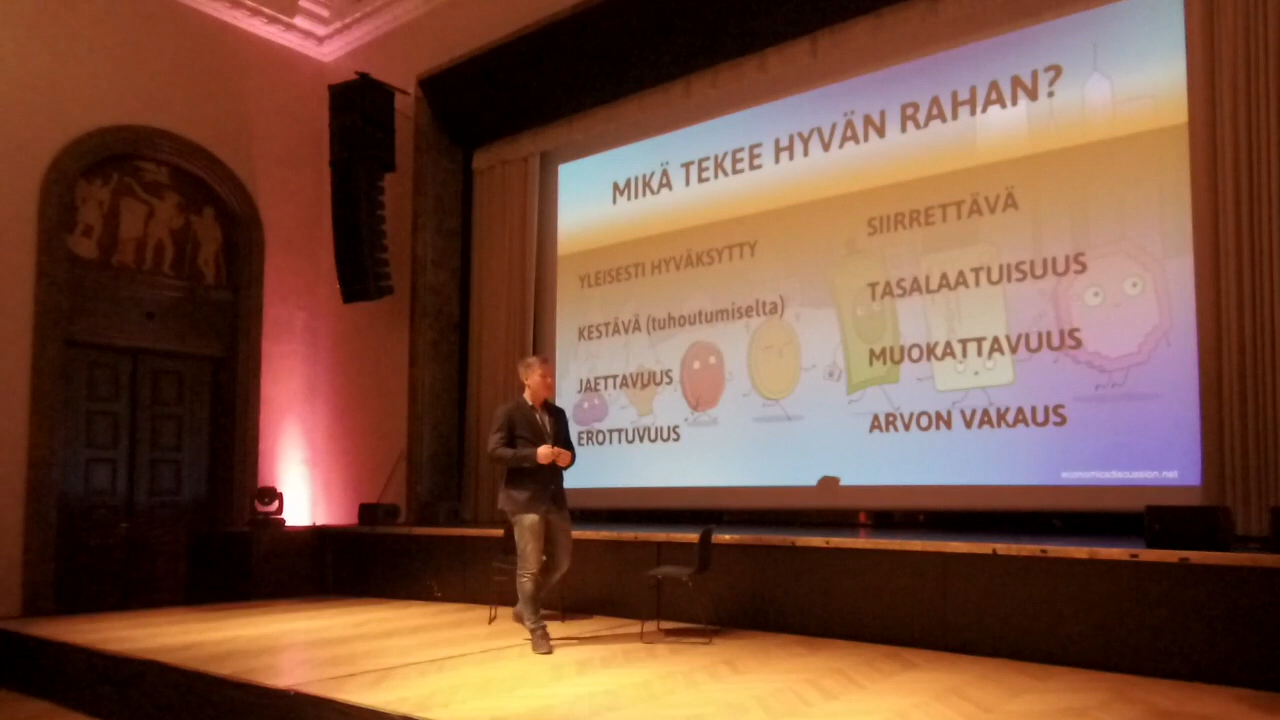 MIKÄ TEKEE HYVÄN RAHAN?
YLEISESTI HYVÄKSYTTY
KESTÄVÄ (tuhoutumiselta)
JAETTAVUUS
EROTTUVUUS
SIIRRETTÄVÄ
TASALAATUISUUS
MUOKATTAVUUS
ARVON VAKAUS
economicsdiscussion.net